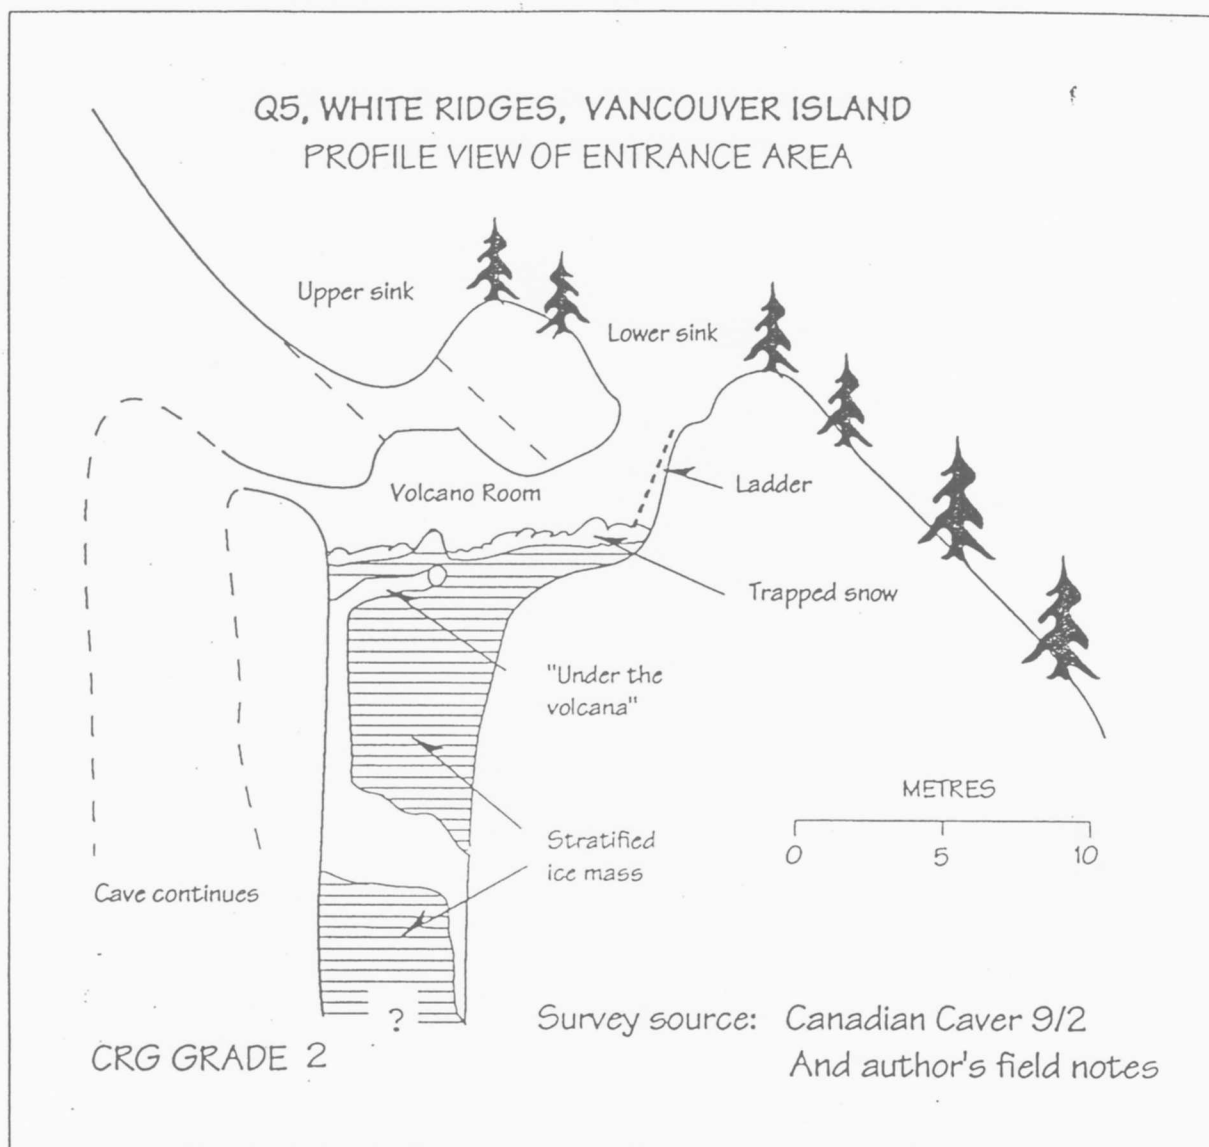 Q5, WHITE RIDGES, VANCOUVER ISLAND
PROFILE VIEW OF ENTRANCE AREA
Upper sink
Lower sink
Volcano Room
Ladder
Trapped snow
"Under the
volcana"
METRES
0 5 10
Stratified
ice mass
Cave continues
?
Survey source: Canadian Caver 9/2
And author's field notes
CRG GRADE 2